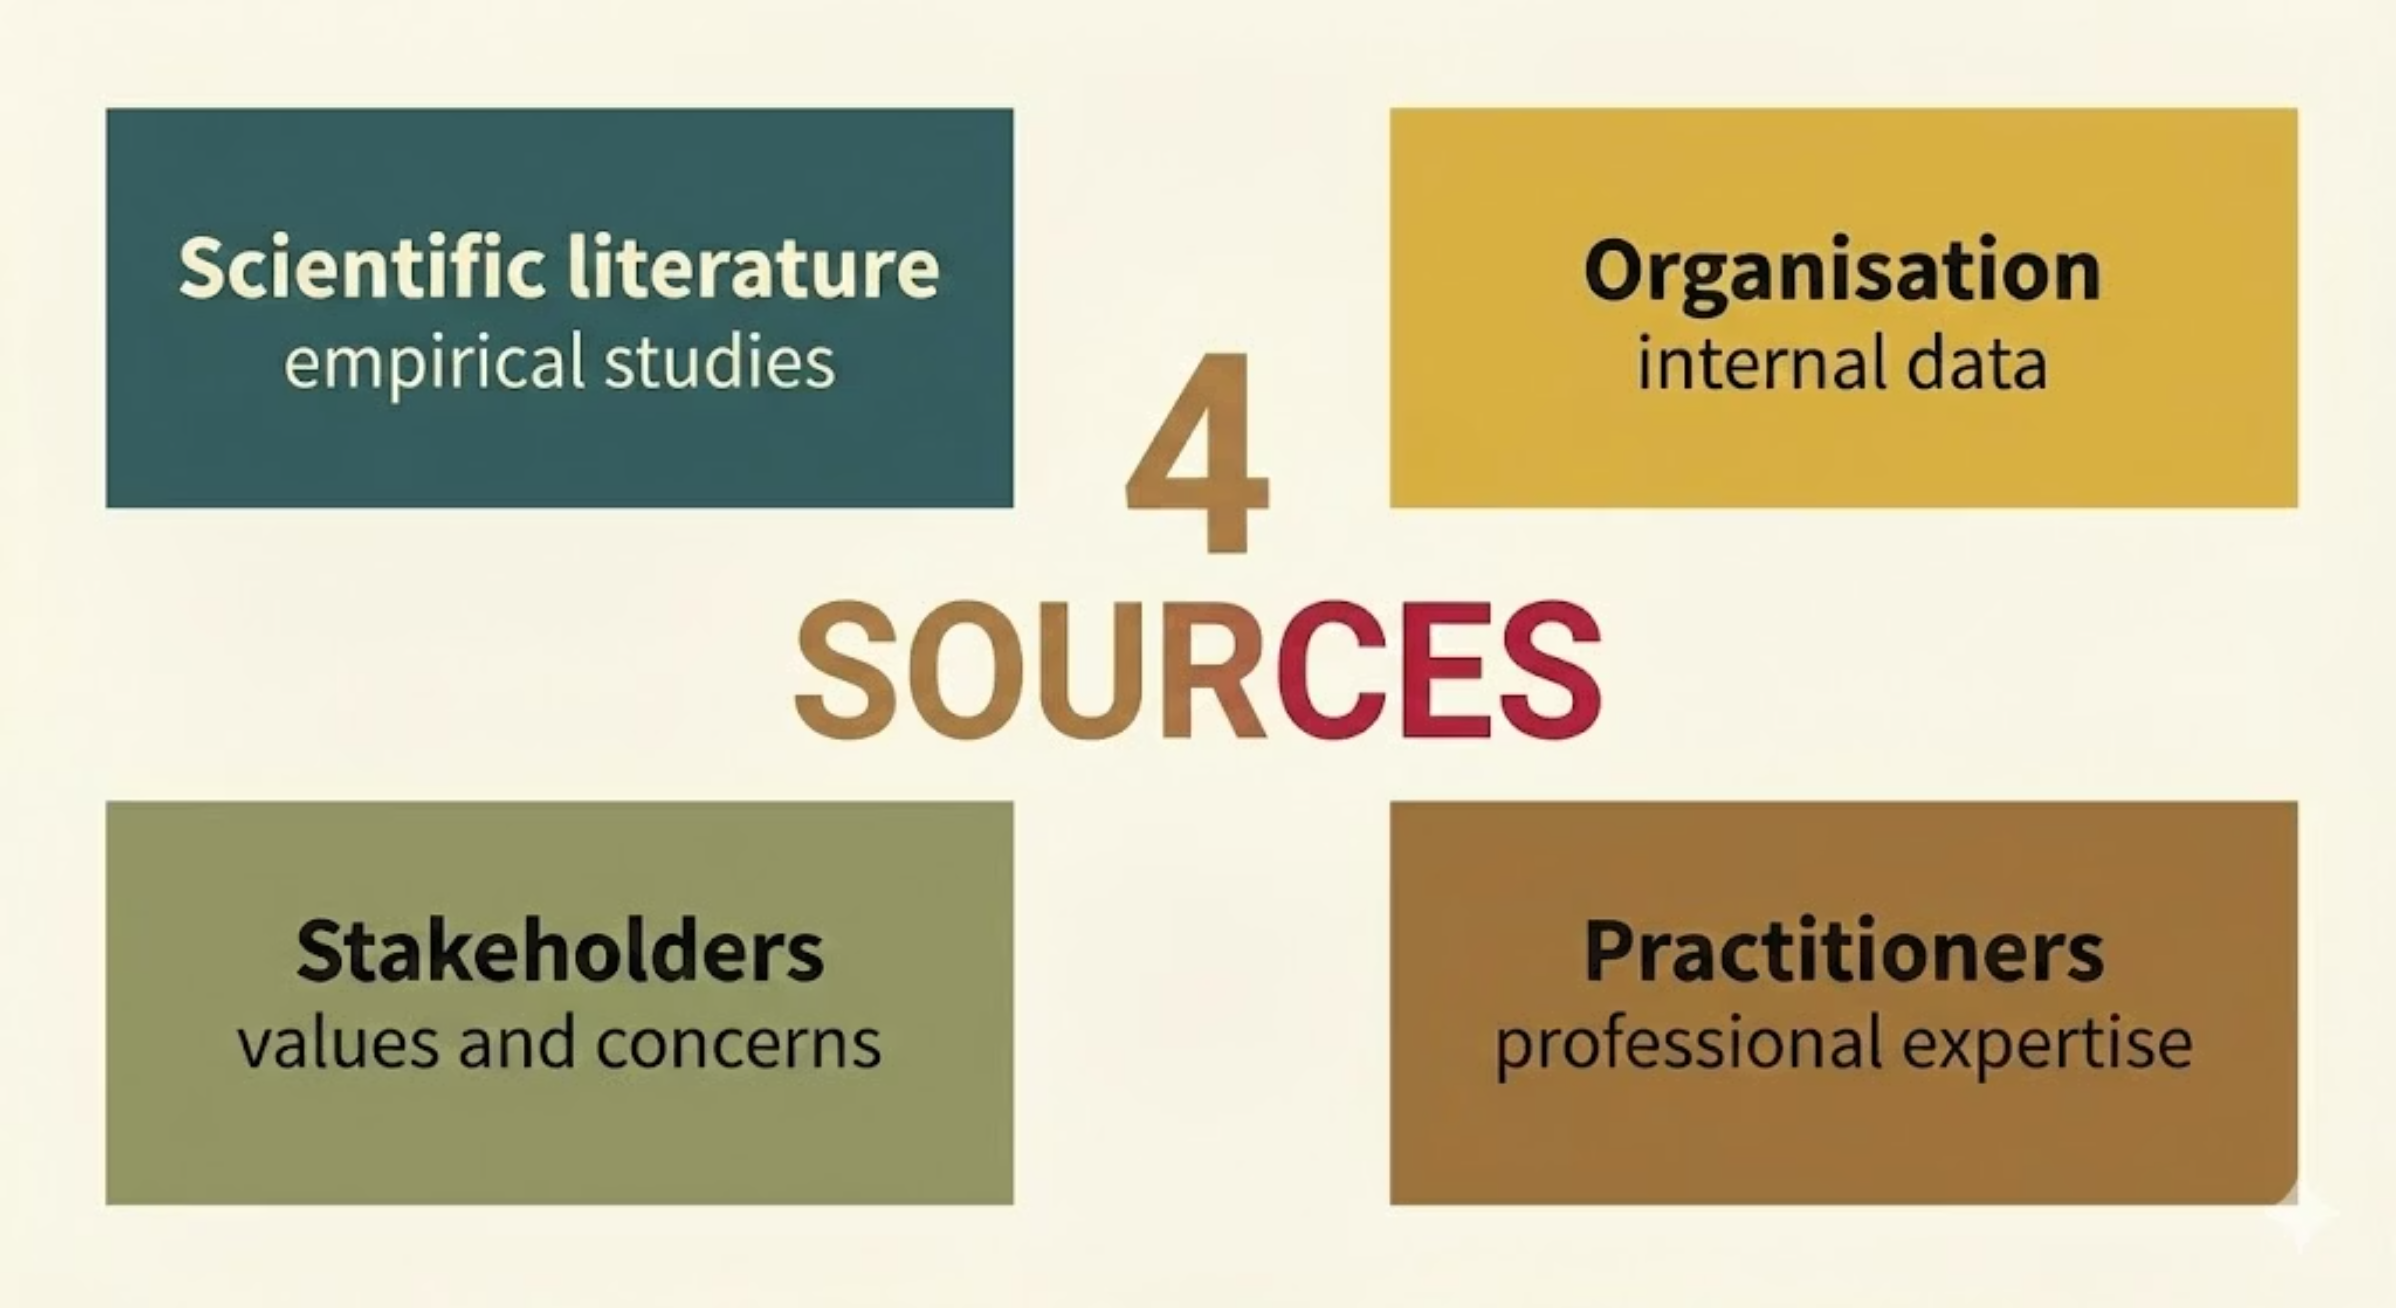 Scientific literature
empirical studies
Organisation
internal data
4
SOURCES
Stakeholders
values and concerns
Practitioners
professional expertise